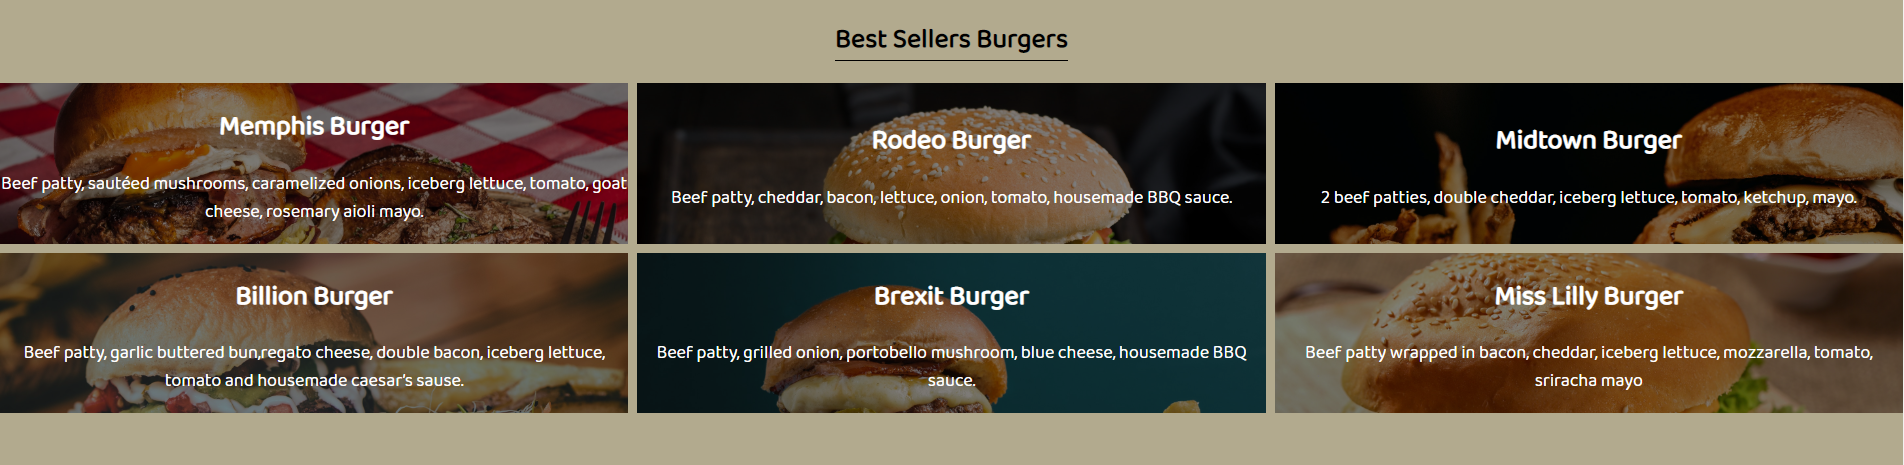 Best Sellers Burgers
Memphis Burger
Beef patty, sautéed mushrooms, caramelized onions, iceberg lettuce, tomato, goat
cheese, rosemary aioli mayo.
Rodeo Burger
Beef patty, cheddar, bacon, lettuce, onion, tomato, housemade BBQ sauce.
Midtown Burger
2 beef patties, double cheddar, iceberg lettuce, tomato, ketchup, mayo.
Billion Burger
Beef patty, garlic buttered bun,regato cheese, double bacon, iceberg lettuce,
tomato and housemade caesar's sause.
Brexit Burger
Beef patty, grilled onion, portobello mushroom, blue cheese, housemade BBQ
sauce.
Miss Lilly Burger
Beef patty wrapped in bacon, cheddar, iceberg lettuce, mozzarella, tomato,
sriracha mayo